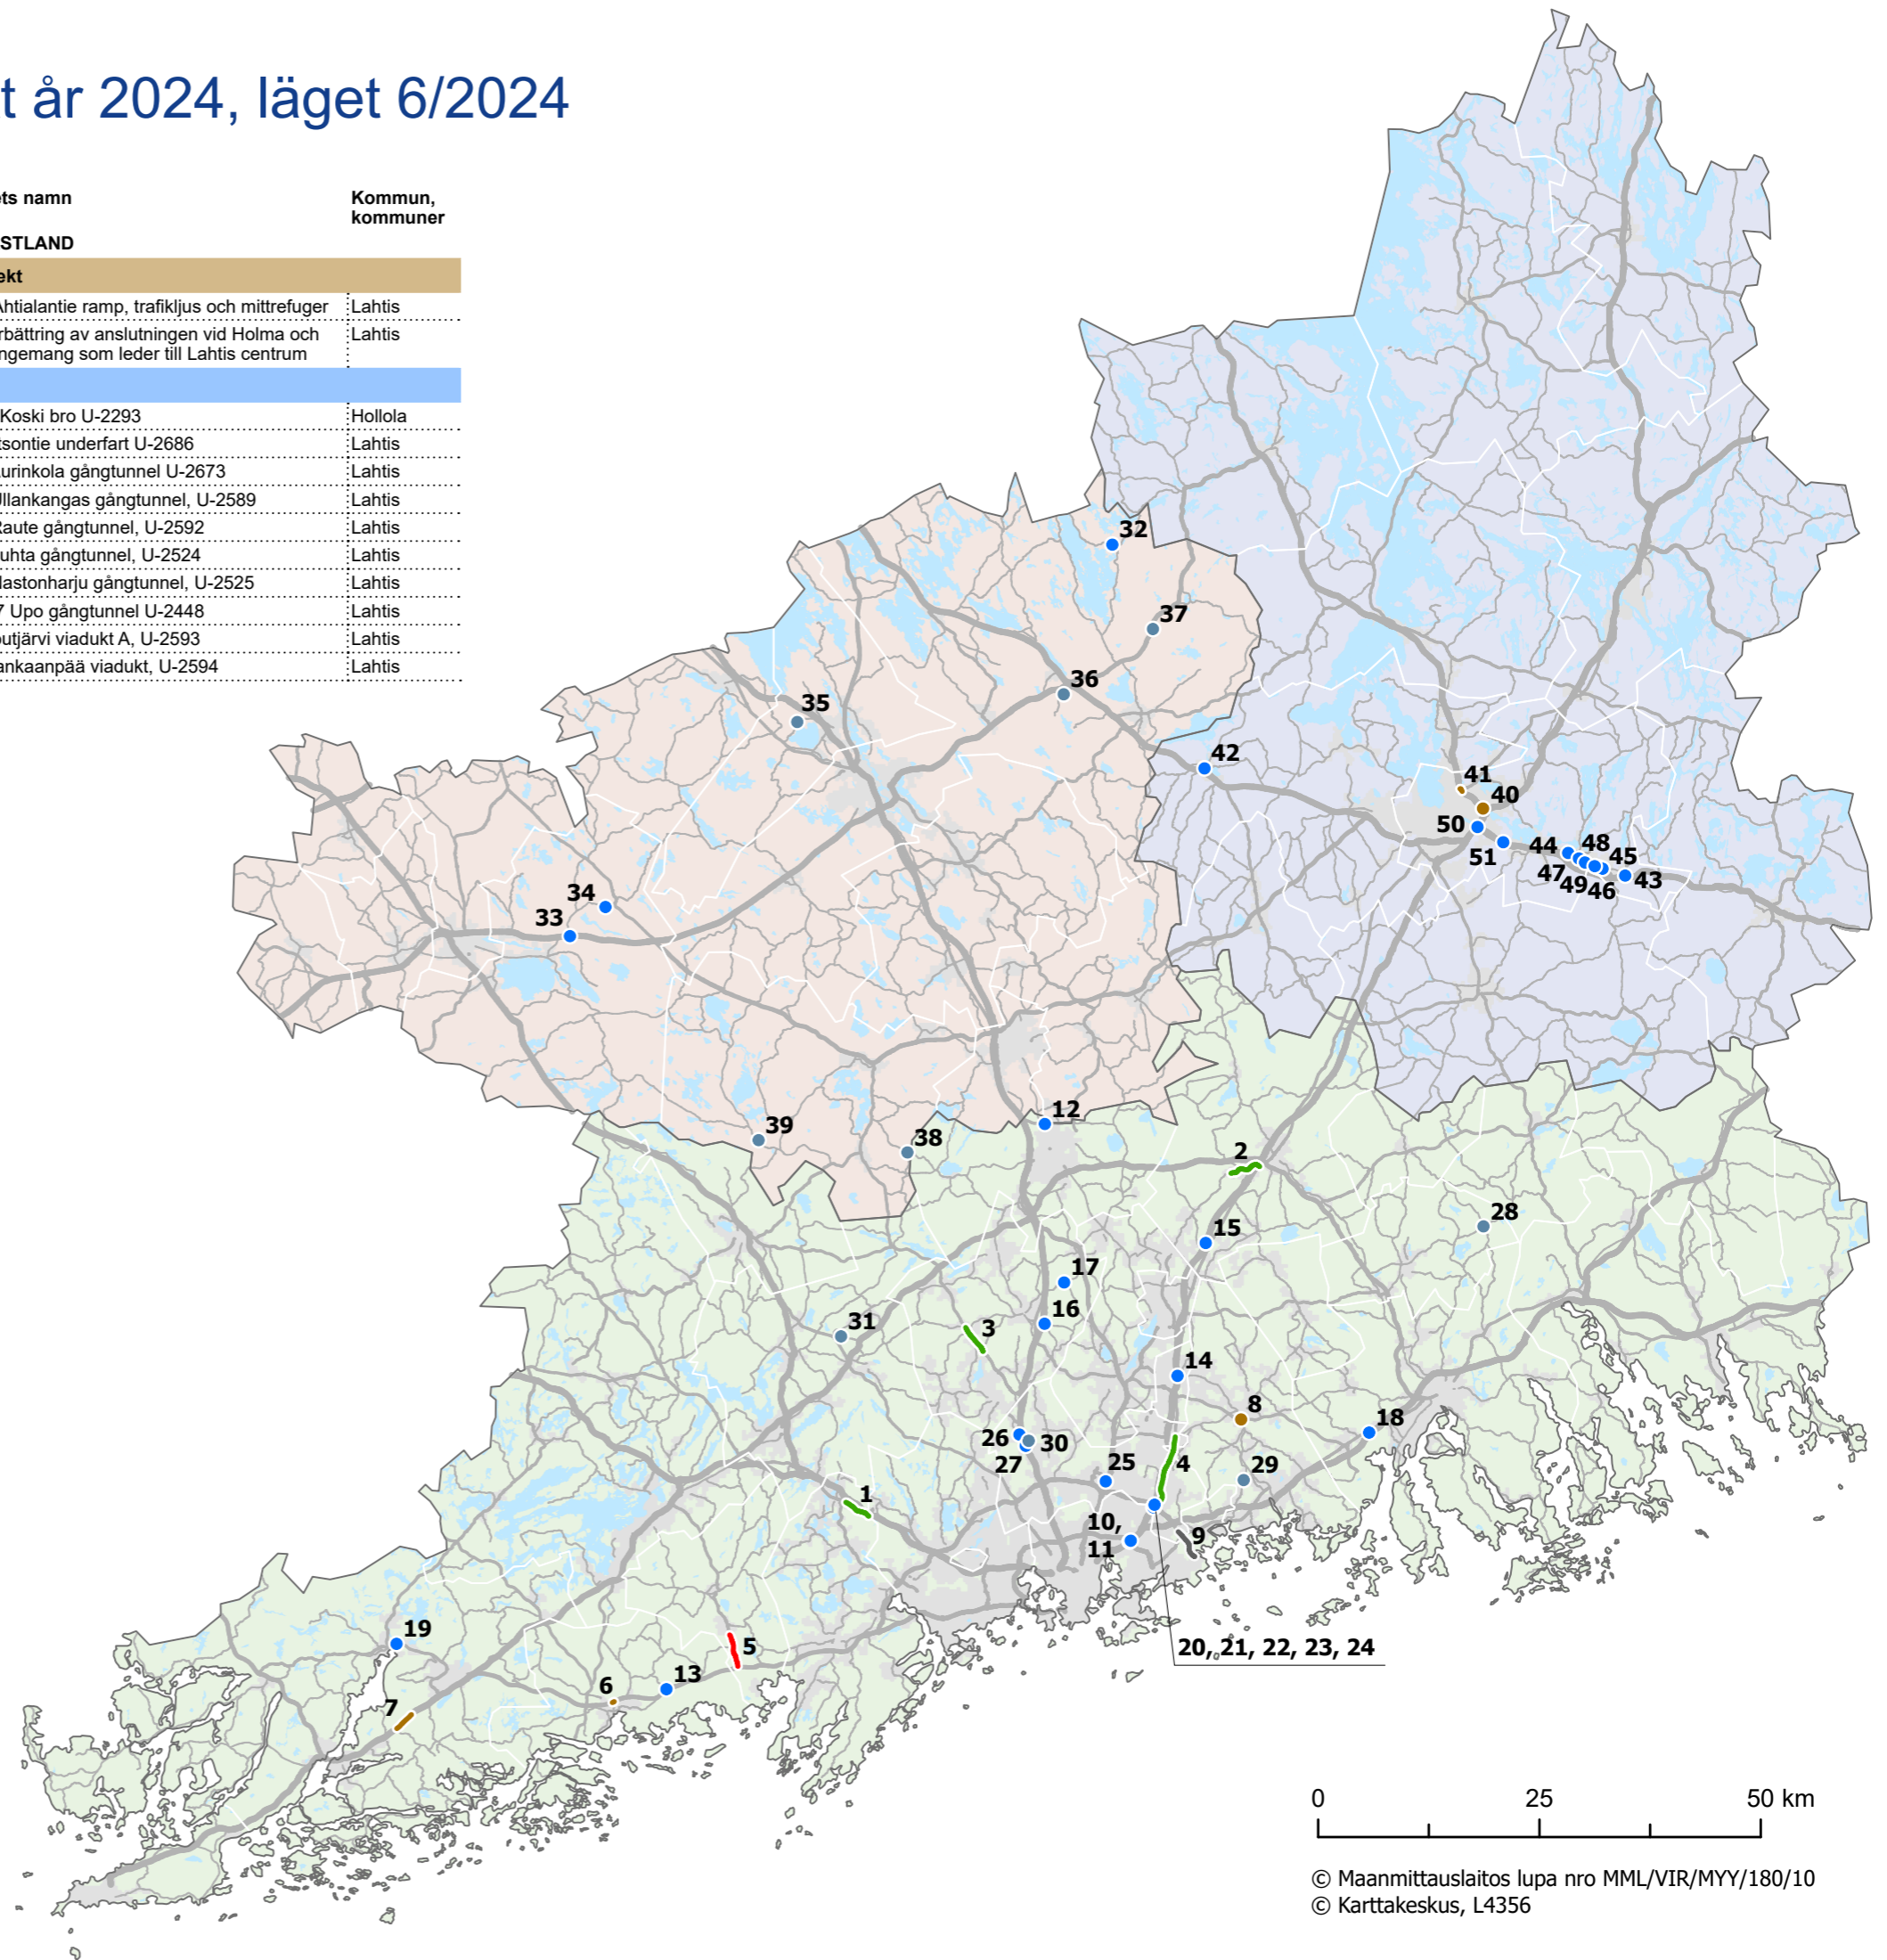 t år 2024, läget 6/2024
ets namn
Kommun,
kommuner
STLAND
ekt
Ahtialantie ramp, trafikljus och mittrefuger Lahtis
rbättring av anslutningen vid Holma och Lahtis
ngemang som leder till Lahtis centrum
Koski bro U-2293 Hollola
tsontie underfart U-2686 Lahtis
urinkola gångtunnel U-2673 Lahtis
Ullankangas gångtunnel, U-2589 Lahtis
Raute gångtunnel, U-2592 Lahtis
uhta gångtunnel, U-2524 Lahtis
lastonharju gångtunnel, U-2525 Lahtis
7 Upo gångtunnel U-2448 Lahtis
outjärvi viadukt A, U-2593 Lahtis
ankaanpää viadukt, U-2594 Lahtis
32
37
36
35
42
41
40
50
51
44
48
45
47
49
46
43
34
33
12
39
38
2
15
28
17
16
31
3
14
8
18
26
30
27
25
4
29
1
10,
11
9
19
20, 21, 22, 23, 24
5
13
6
7
0 25 50 km
© Maanmittauslaitos lupa nro MML/VIR/MYY/180/10
© Karttakeskus, L4356